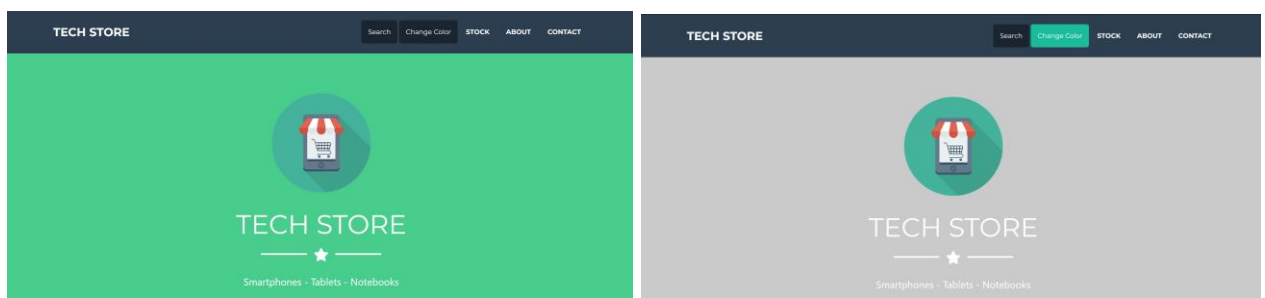 TECH STORE Search Change Color STOCK ABOUT CONTACT
TECH STORE
Smartphones - Tablets - Notebooks
TECH STORE Search Change Color STOCK ABOUT CONTACT
TECH STORE
Smartphones - Tablets - Notebooks